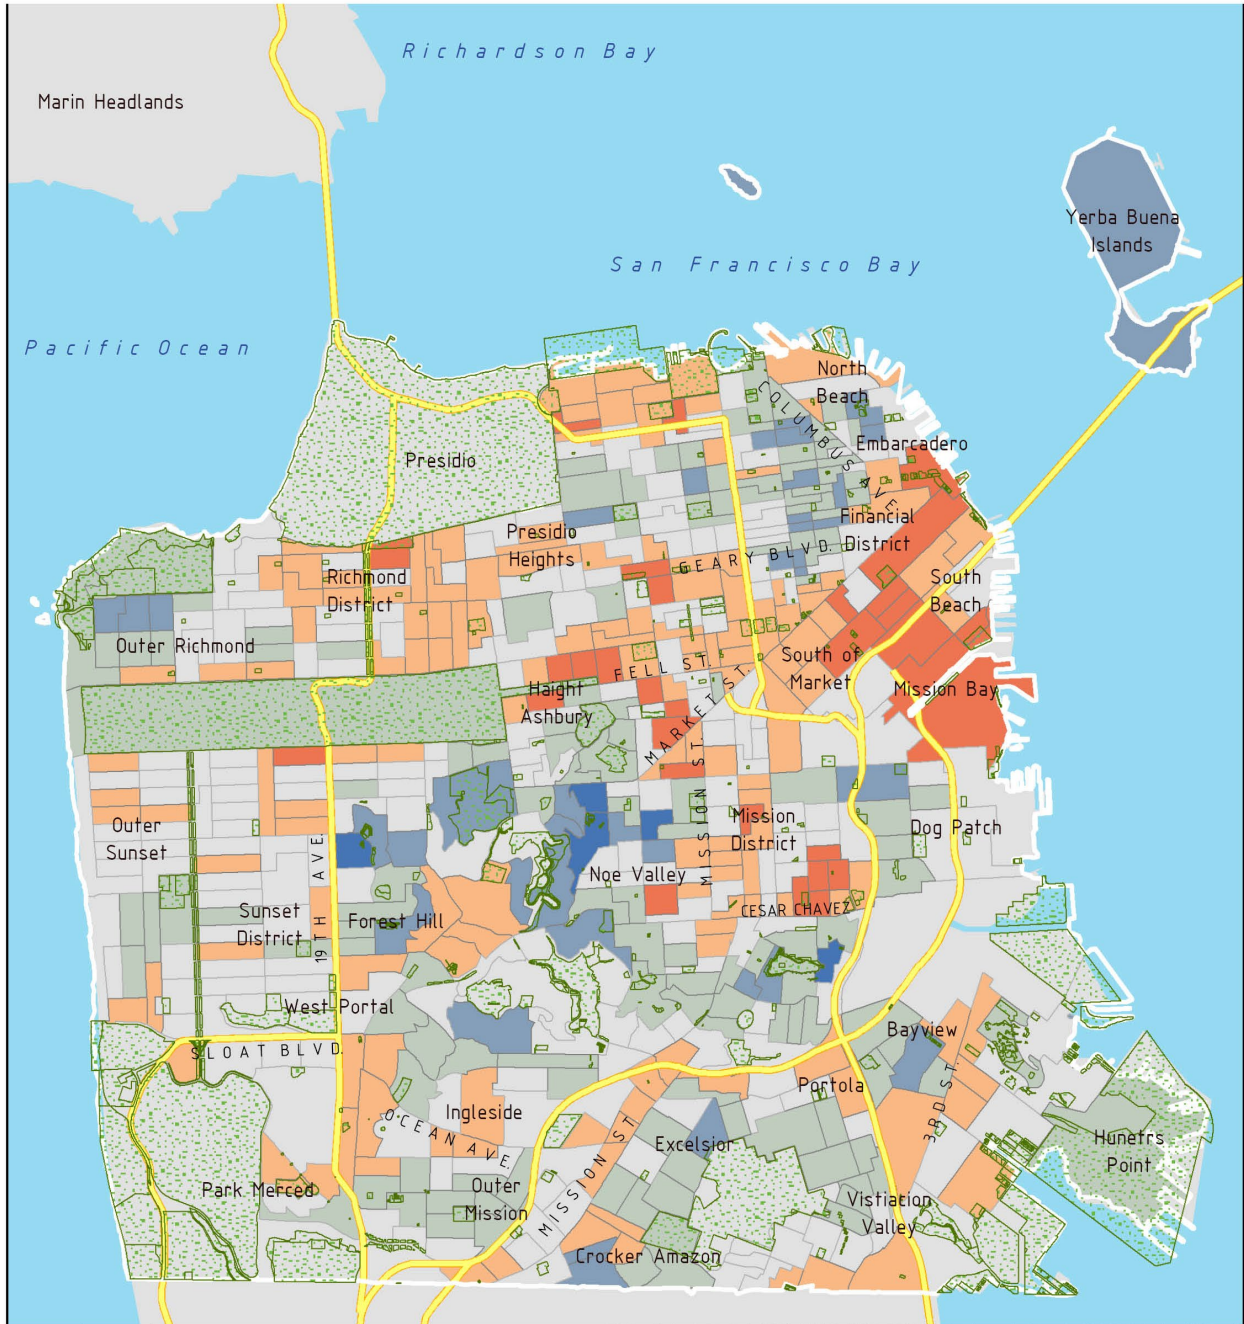 Richardson Bay
Marin Headlands
Yerba Buena
Islands
San Francisco Bay
Pacific Ocean
North
Beach
COLUMBUS AVE.
Embarcadero
Presidio
Financial
District
Presidio
Heights
GEARY BLVD.
Richmond
District
South
Beach
Outer Richmond
South of
Market
FELL ST.
Haight
Ashbury
MARKET ST.
Mission Bay
MISSION ST.
Mission
District
Dog Patch
Outer
Sunset
19TH AVE.
Noe Valley
Sunset
District
Forest Hill
CESAR CHAVEZ
West Portal
Bayview
SLOAT BLVD.
Portola
3RD ST.
Ingleside
OCEAN AVE.
Excelsior
Hunetrs
Point
Park Merced
Outer
Mission
MISSION ST.
Vistiacion
Valley
Crocker Amazon